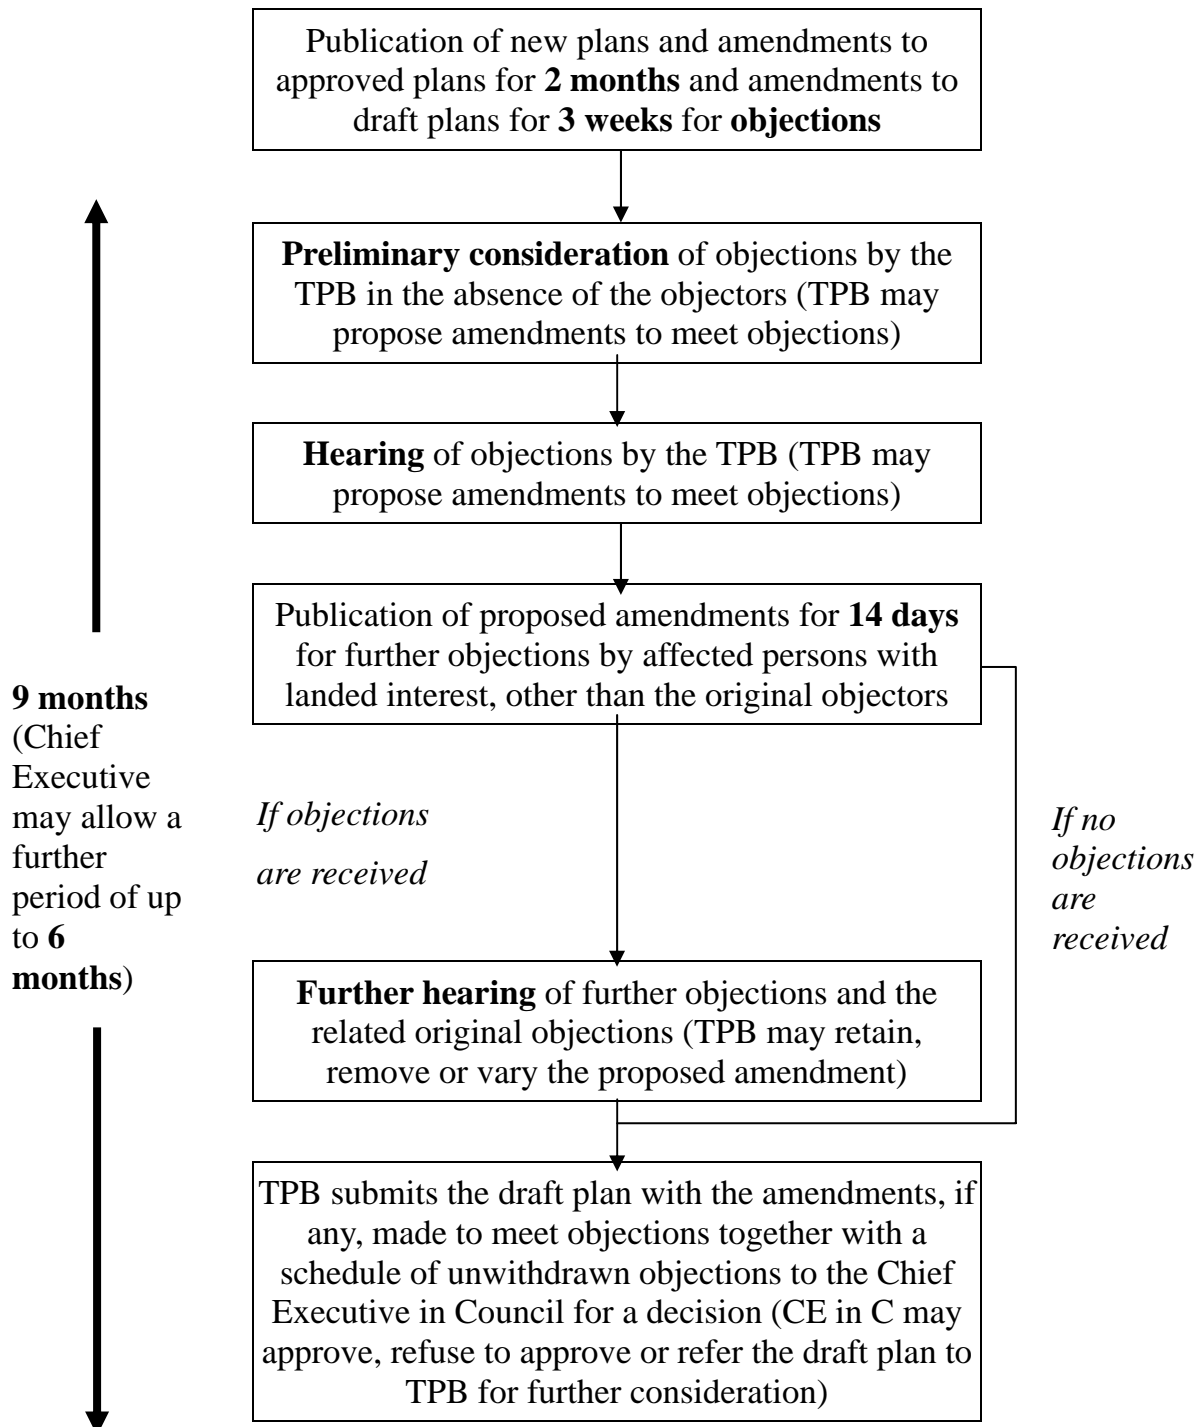 Publication of new plans and amendments to
approved plans for 2 months and amendments to
draft plans for 3 weeks for objections
Preliminary consideration of objections by the
TPB in the absence of the objectors (TPB may
propose amendments to meet objections)
Hearing of objections by the TPB (TPB may
propose amendments to meet objections)
Publication of proposed amendments for 14 days
for further objections by affected persons with
landed interest, other than the original objectors
9 months
(Chief
Executive
may allow a
further
period of up
to 6
months)
If objections
are received
If no
objections
are
received
Further hearing of further objections and the
related original objections (TPB may retain,
remove or vary the proposed amendment)
TPB submits the draft plan with the amendments, if
any, made to meet objections together with a
schedule of unwithdrawn objections to the Chief
Executive in Council for a decision (CE in C may
approve, refuse to approve or refer the draft plan to
TPB for further consideration)